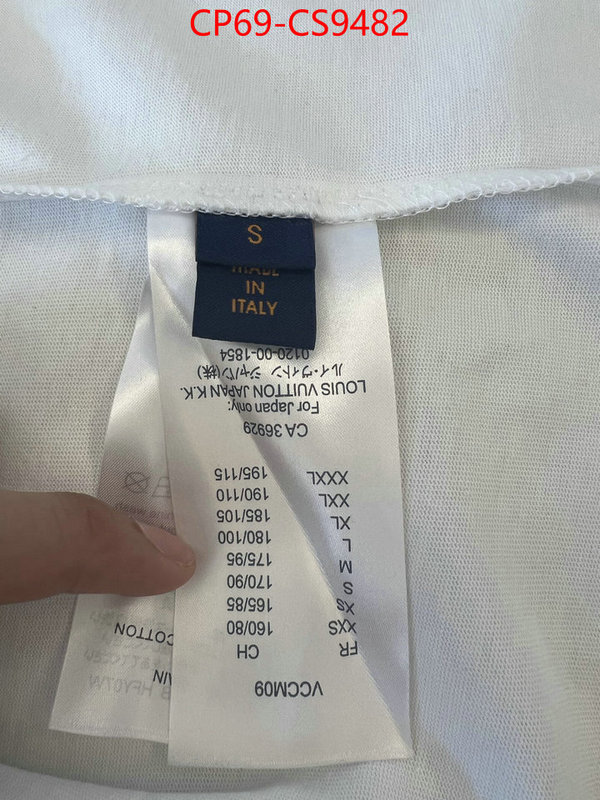 CP69-CS9482
S
MADE
IN
ITALY
VCCM09
FR CH
XXS 160/80
XS 165/85
S 170/90
M 175/95
L 180/100
XL 185/105
XXL 190/110
XXXL 195/115
CA 36929
For Japan only:
LOUIS VUITTON JAPAN K.K.
ルイ・ヴィトン ジャパン(株)
0120-00-1854
COTTON